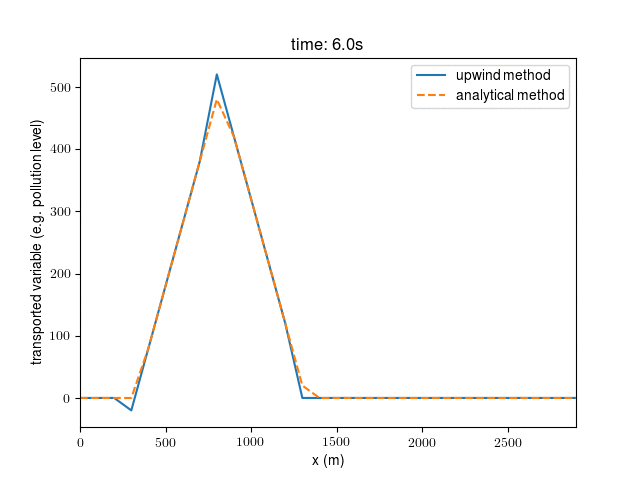 time: 6.0s
upwind method
analytical method
transported variable (e.g. pollution level)
500
400
300
200
100
0
0 500 1000 1500 2000 2500
x (m)